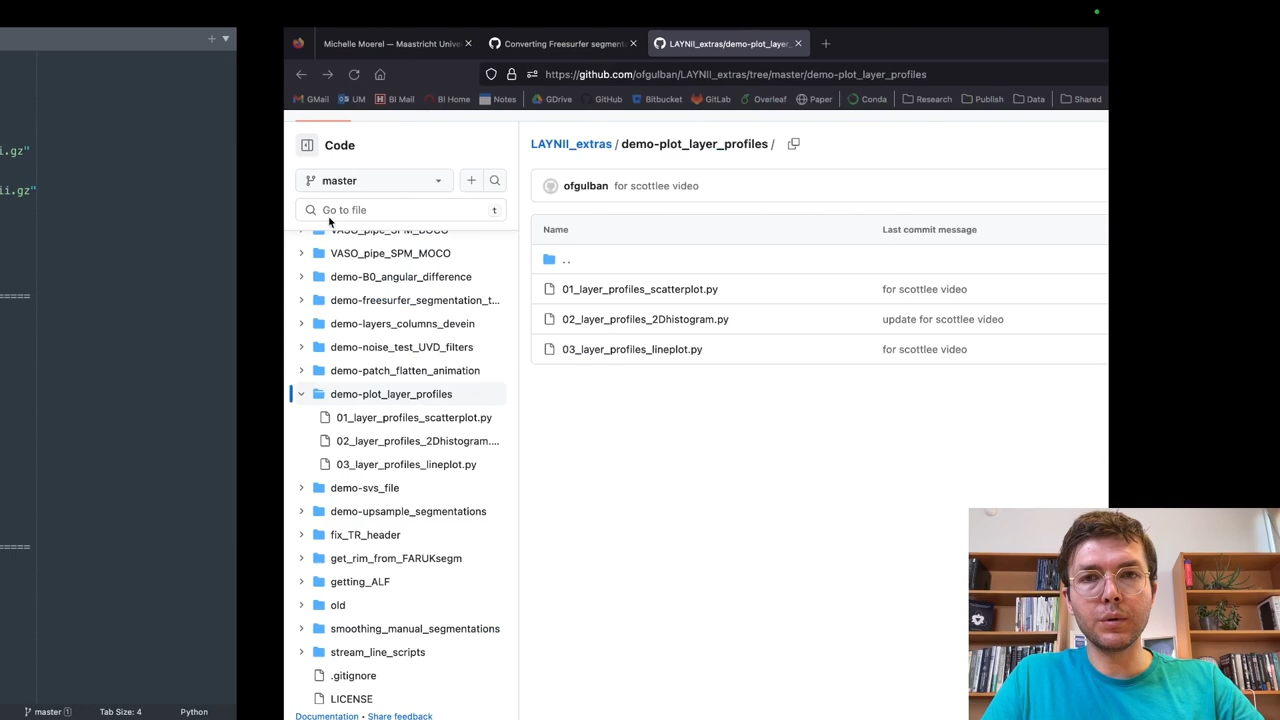 i.gz"
ii.gz"
=====
=====
master 1
Tab Size: 4
Python
Michelle Moerel — Maastricht Unive
Converting Freesurfer segment
LAYNII_extras/demo-plot_layer_
https://github.com/ofgulban/LAYNII_extras/tree/master/demo-plot_layer_profiles
GMail
UM
BI Mail
BI Home
Notes
GDrive
GitHub
Bitbucket
GitLab
Overleaf
Paper
Conda
Research
Publish
Data
Shared
Code
master
Go to file
t
VASO_pipe_SPM_BOCO
VASO_pipe_SPM_MOCO
demo-B0_angular_difference
demo-freesurfer_segmentation_t...
demo-layers_columns_devein
demo-noise_test_UVD_filters
demo-patch_flatten_animation
demo-plot_layer_profiles
01_layer_profiles_scatterplot.py
02_layer_profiles_2Dhistogram....
03_layer_profiles_lineplot.py
demo-svs_file
demo-upsample_segmentations
fix_TR_header
get_rim_from_FARUKsegm
getting_ALF
old
smoothing_manual_segmentations
stream_line_scripts
.gitignore
LICENSE
Documentation • Share feedback
LAYNII_extras / demo-plot_layer_profiles /
ofgulban for scottlee video
Name
Last commit message
..
01_layer_profiles_scatterplot.py
for scottlee video
02_layer_profiles_2Dhistogram.py
update for scottlee video
03_layer_profiles_lineplot.py
for scottlee video